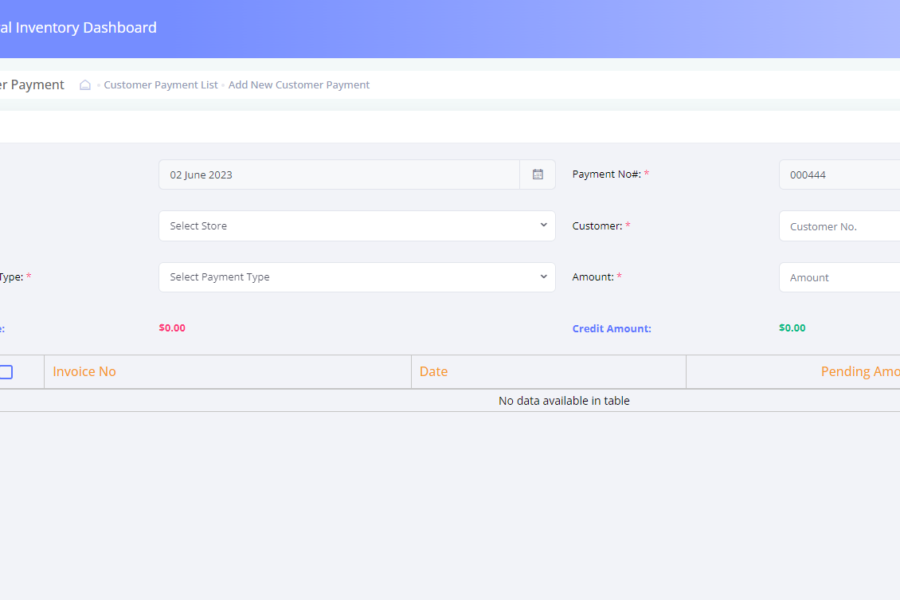 al Inventory Dashboard
er Payment Customer Payment List Add New Customer Payment
02 June 2023 Payment No#: * 000444
Select Store Customer: * Customer No.
Type: * Select Payment Type Amount: * Amount
e: $0.00 Credit Amount: $0.00
Invoice No Date Pending Amo
No data available in table